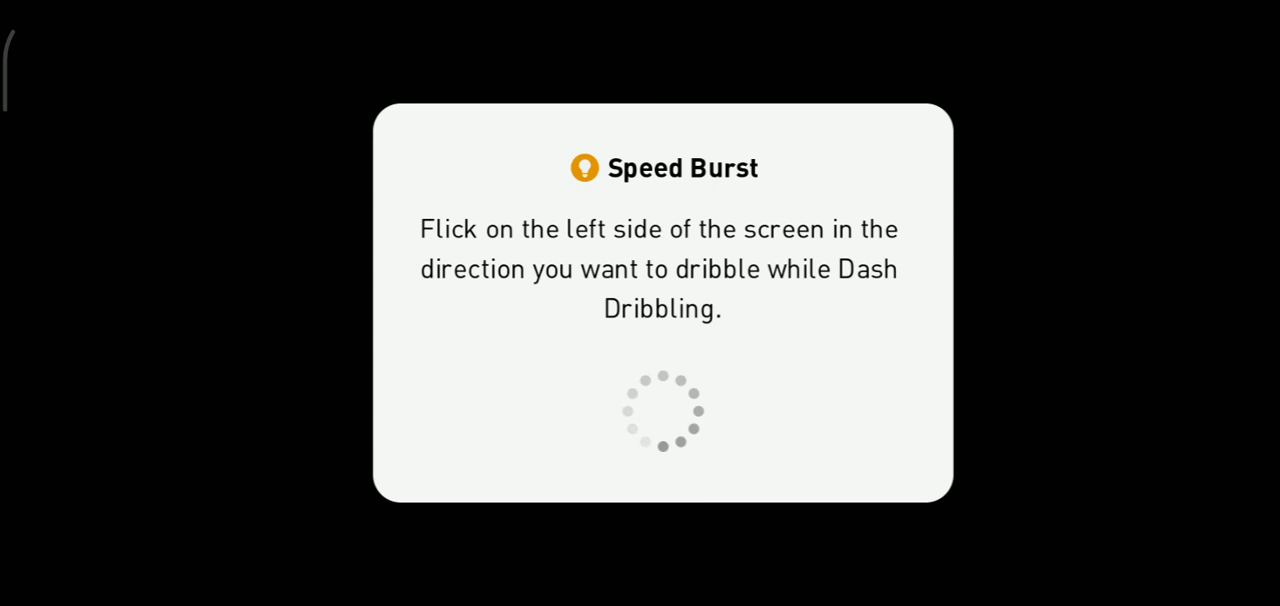 Speed Burst
Flick on the left side of the screen in the
direction you want to dribble while Dash
Dribbling.